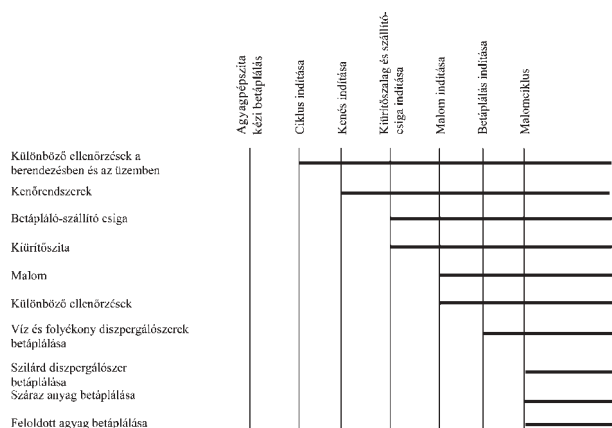 Agyagpépszita
kézi betáplálás
Ciklus indítása
Kenés indítása
Kiürítőszalag és szállító-
csiga indítása
Malom indítása
Betáplálás indítása
Malomciklus
Különböző ellenőrzések a
berendezésben és az üzemben
Kenőrendszerek
Betápláló-szállító csiga
Kiürítőszita
Malom
Különböző ellenőrzések
Víz és folyékony diszpergálószerek
betáplálása
Szilárd diszpergálószer
betáplálása
Száraz anyag betáplálása
Feloldott agyag betáplálása